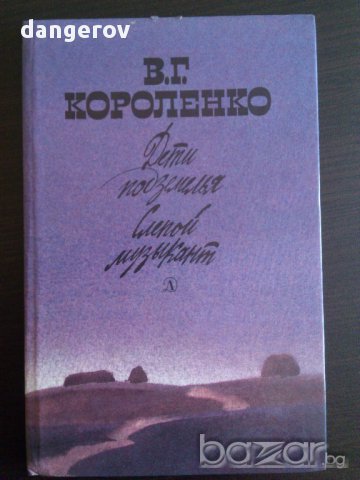 dangerov
В.Г.
КОРОЛЕНКО
Дети
подземелья
Слепой
музыкант
Д
bazar.bg